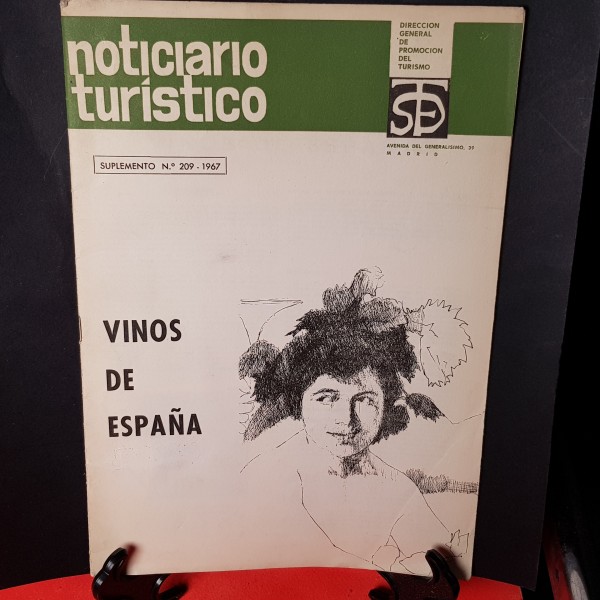 noticiario
turístico
DIRECCION
GENERAL
DE
PROMOCION
DEL
TURISMO
AVENIDA DEL GENERALISIMO, 39
MADRID
SUPLEMENTO N.º 209 - 1967
VINOS
DE
ESPAÑA